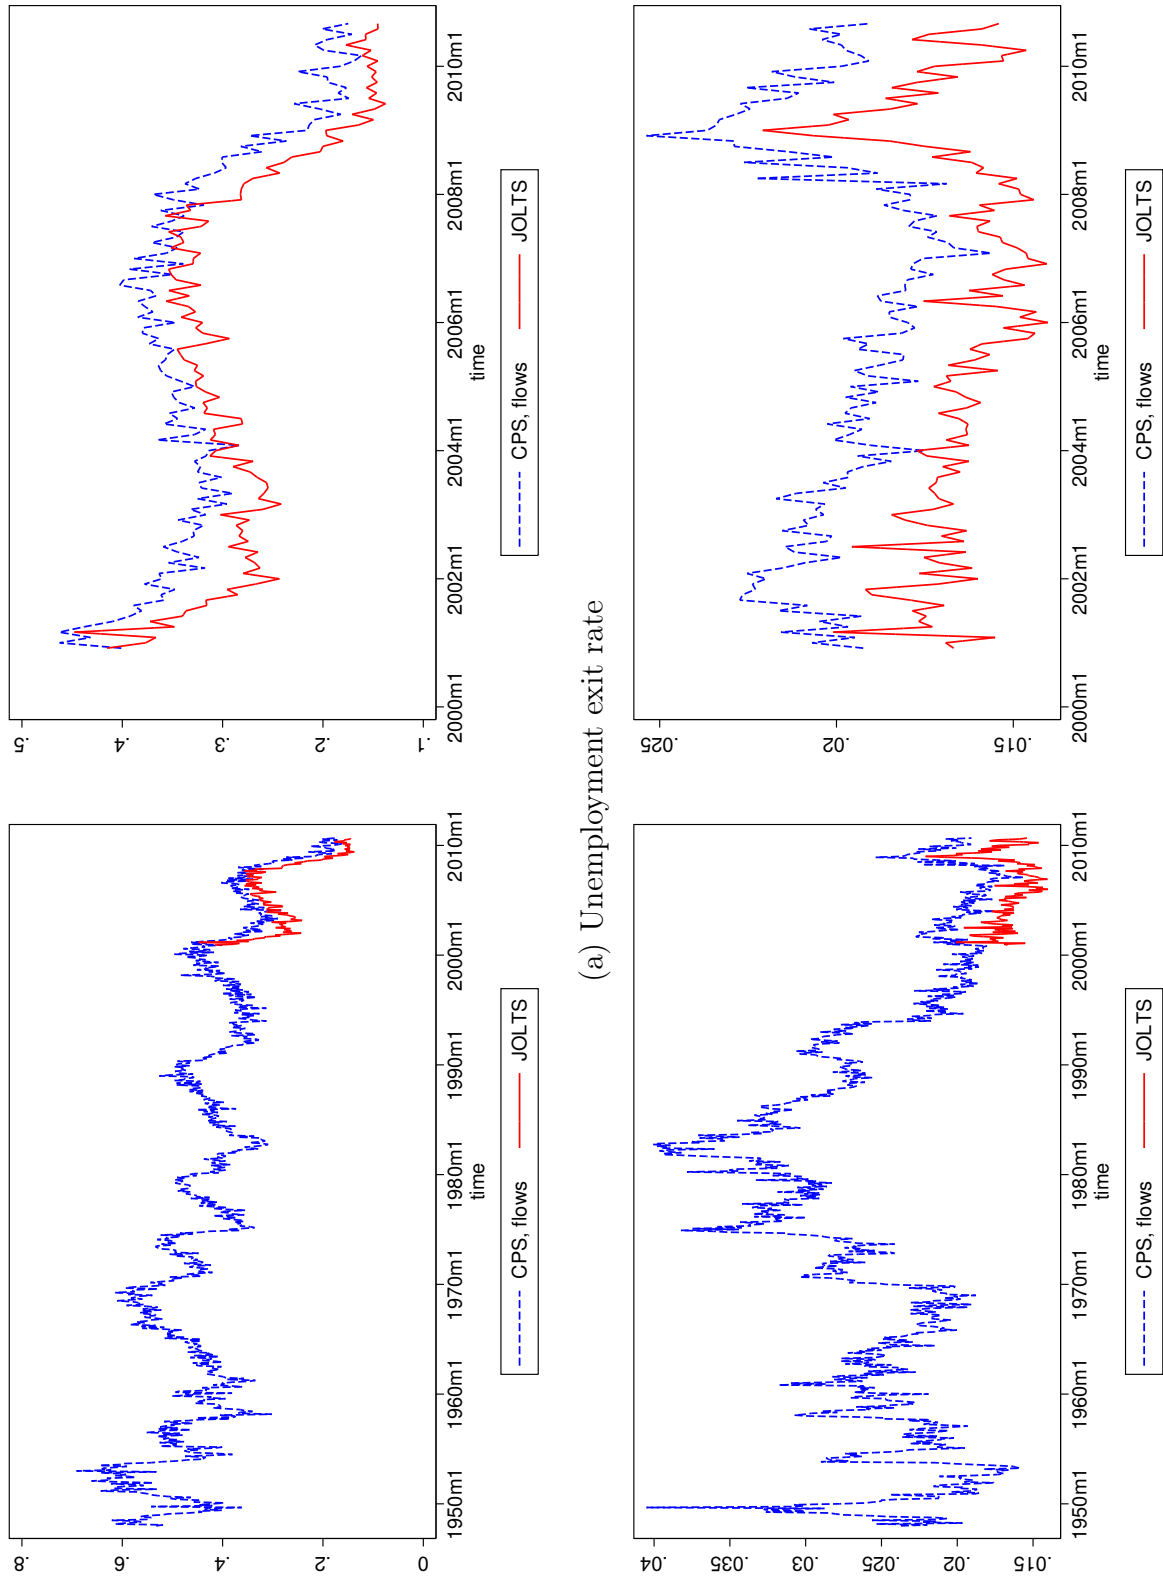 .8
.6
.4
.2
0
1950m1 1960m1 1970m1 1980m1 1990m1 2000m1 2010m1
time
CPS, flows JOLTS
.5
.4
.3
.2
.1
2000m1 2002m1 2004m1 2006m1 2008m1 2010m1
time
CPS, flows JOLTS
(a) Unemployment exit rate
.04
.035
.03
.025
.02
.015
1950m1 1960m1 1970m1 1980m1 1990m1 2000m1 2010m1
time
CPS, flows JOLTS
.025
.02
.015
2000m1 2002m1 2004m1 2006m1 2008m1 2010m1
time
CPS, flows JOLTS